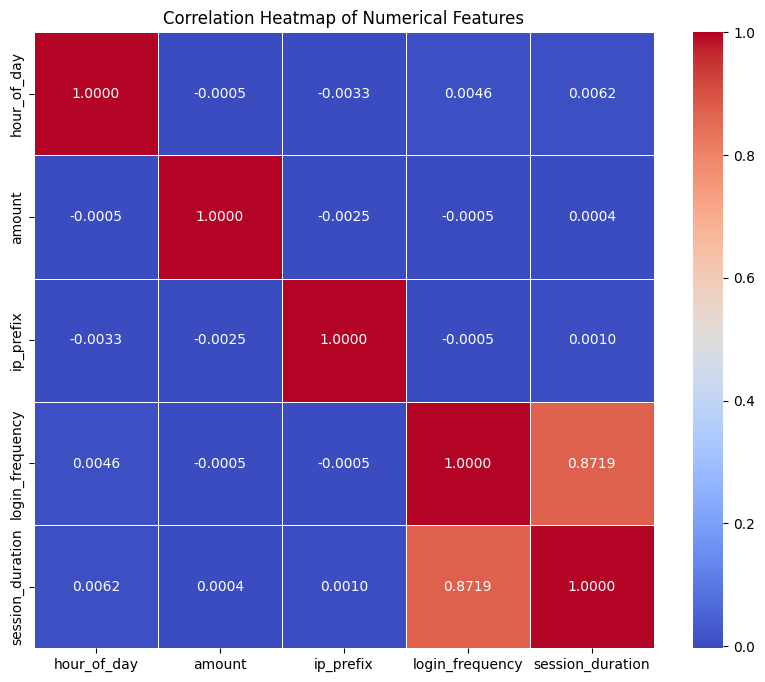 Correlation Heatmap of Numerical Features
hour_of_day
1.0000 -0.0005 -0.0033 0.0046 0.0062
amount
-0.0005 1.0000 -0.0025 -0.0005 0.0004
ip_prefix
-0.0033 -0.0025 1.0000 -0.0005 0.0010
login_frequency
0.0046 -0.0005 -0.0005 1.0000 0.8719
session_duration
0.0062 0.0004 0.0010 0.8719 1.0000
hour_of_day amount ip_prefix login_frequency session_duration
1.0
0.8
0.6
0.4
0.2
0.0